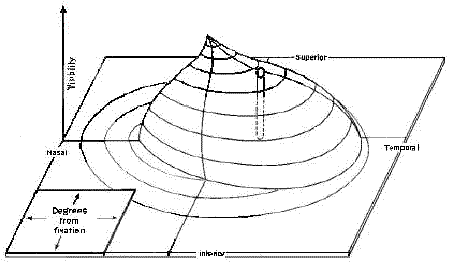 Superior
Visibility
Nasal
Temporal
Degrees
from
fixation
Inferior